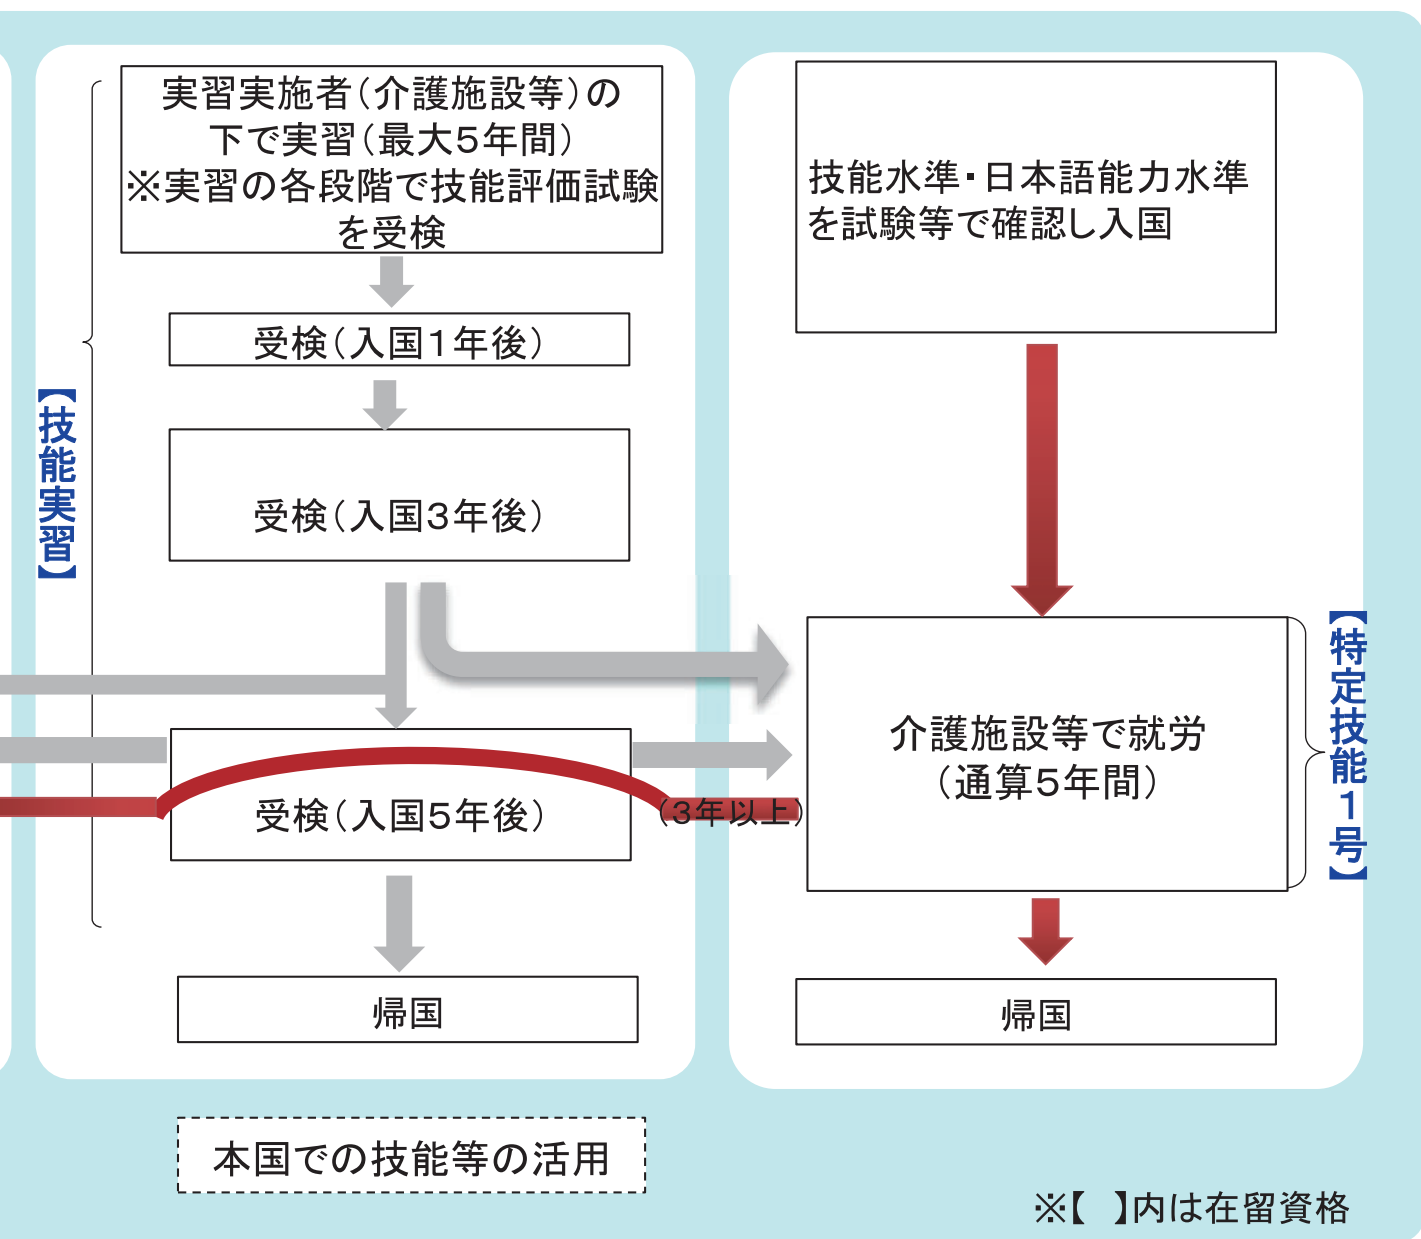 実習実施者(介護施設等)の
下で実習(最大5年間)
※実習の各段階で技能評価試験
を受検
受検(入国1年後)
受検(入国3年後)
【技能実習】
受検(入国5年後)
帰国
本国での技能等の活用
技能水準・日本語能力水準
を試験等で確認し入国
(3年以上)
介護施設等で就労
(通算5年間)
【特定技能1号】
帰国
※【 】内は在留資格